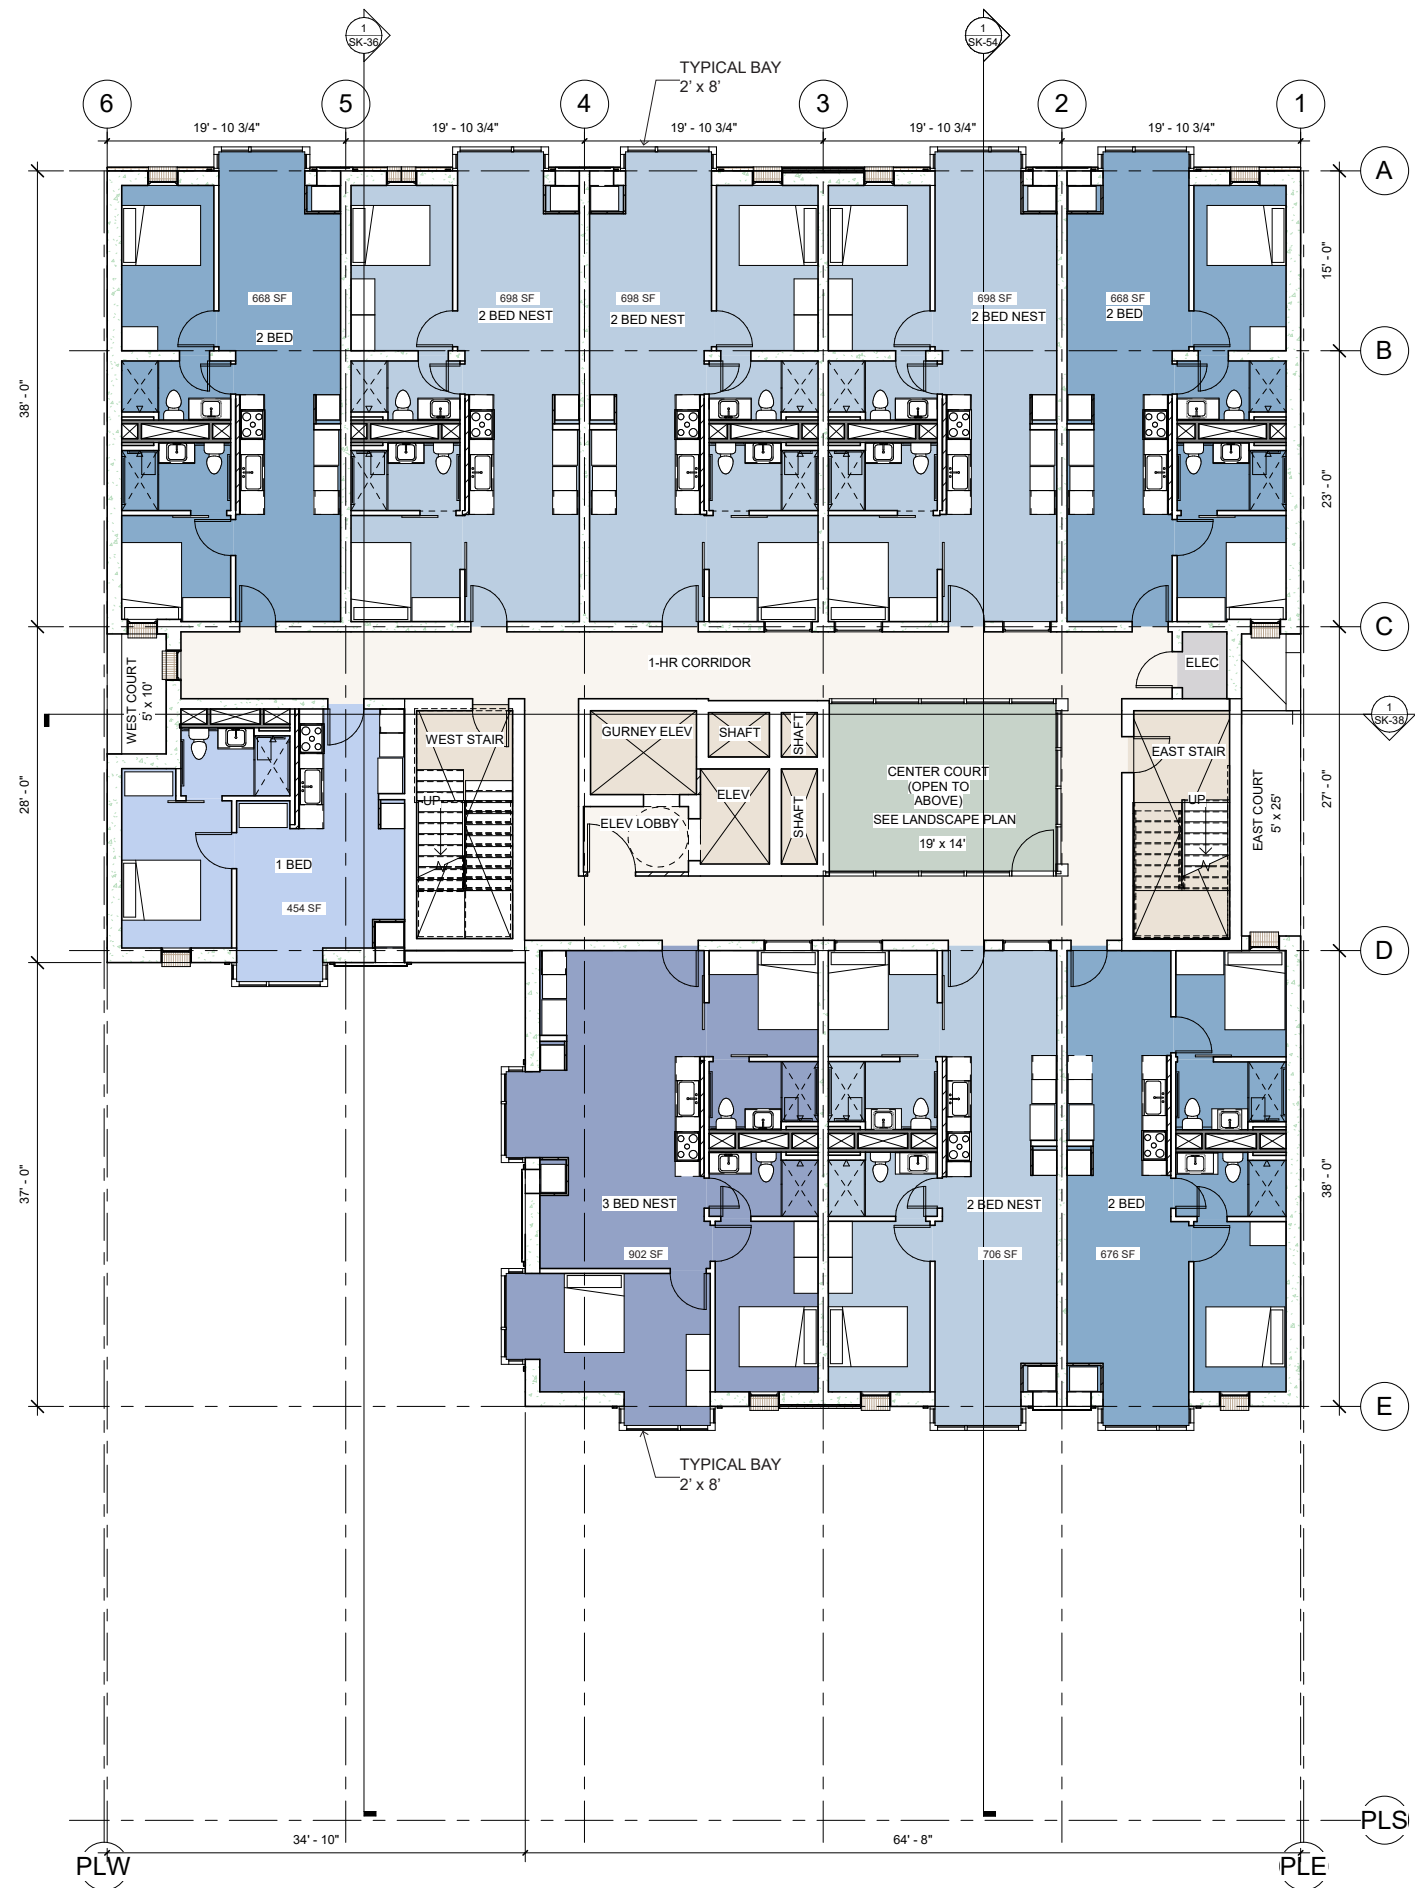 1
SK-36
1
SK-54
TYPICAL BAY
2' x 8'
6
5
4
3
2
1
19' - 10 3/4"
19' - 10 3/4"
19' - 10 3/4"
19' - 10 3/4"
19' - 10 3/4"
A
15' - 0"
668 SF
2 BED
698 SF
2 BED NEST
698 SF
2 BED NEST
698 SF
2 BED NEST
668 SF
2 BED
B
38' - 0"
23' - 0"
C
WEST COURT
5' x 10'
1-HR CORRIDOR
ELEC
1
SK-38
WEST STAIR
UP
GURNEY ELEV
SHAFT
SHAFT
ELEV
SHAFT
ELEV LOBBY
CENTER COURT
(OPEN TO
ABOVE)
SEE LANDSCAPE PLAN
19' x 14'
EAST STAIR
UP
EAST COURT
5' x 25'
28' - 0"
27' - 0"
1 BED
454 SF
D
37' - 0"
38' - 0"
3 BED NEST
902 SF
2 BED NEST
706 SF
2 BED
676 SF
E
TYPICAL BAY
2' x 8'
PLS
34' - 10"
64' - 8"
PLW
PLE